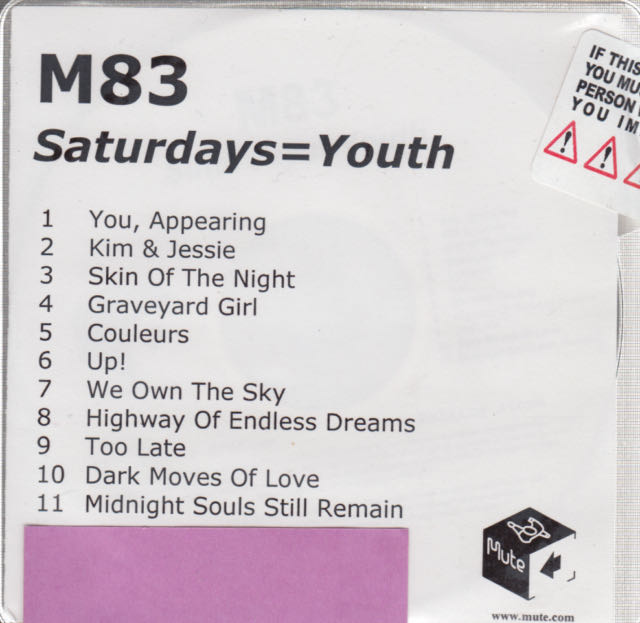 M83
Saturdays=Youth
1 You, Appearing
2 Kim & Jessie
3 Skin Of The Night
4 Graveyard Girl
5 Couleurs
6 Up!
7 We Own The Sky
8 Highway Of Endless Dreams
9 Too Late
10 Dark Moves Of Love
11 Midnight Souls Still Remain
IF THIS
YOU MU
PERSON
YOU IM
Mute
www.mute.com